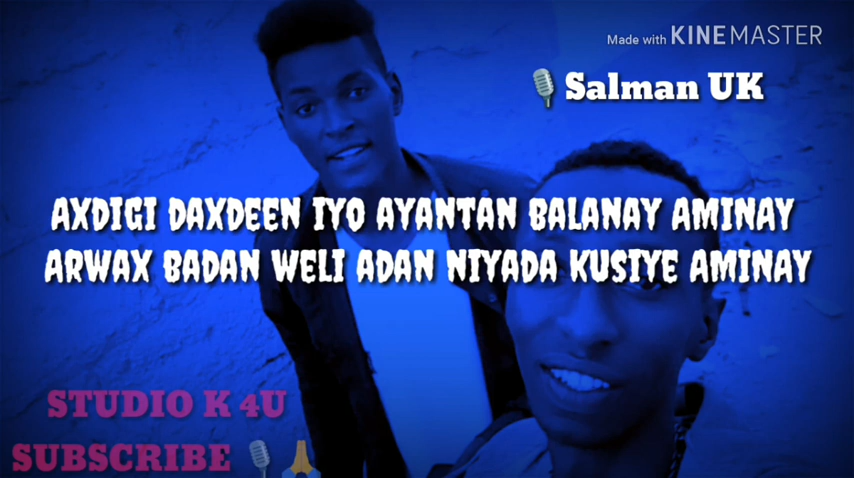 Made with KINEMASTER
🎙️Salman UK
AXDIGI DAXDEEN IYO AYANTAN BALANAY AMINAY
ARWAX BADAN WELI ADAN NIYADA KUSIYE AMINAY
STUDIO K 4U
SUBSCRIBE 🎙️🙏